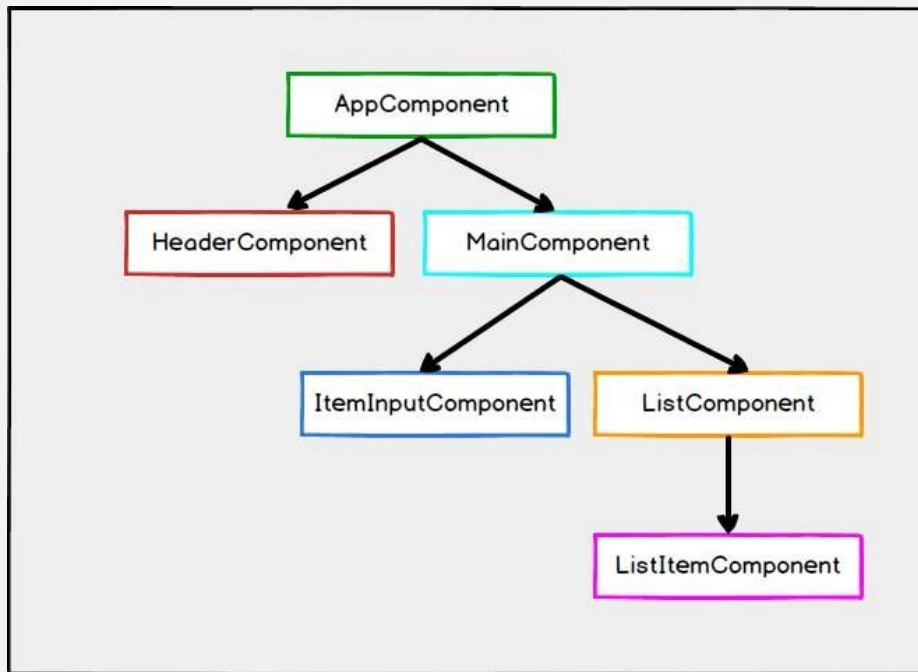 AppComponent
HeaderComponent
MainComponent
ItemInputComponent
ListComponent
ListItemComponent